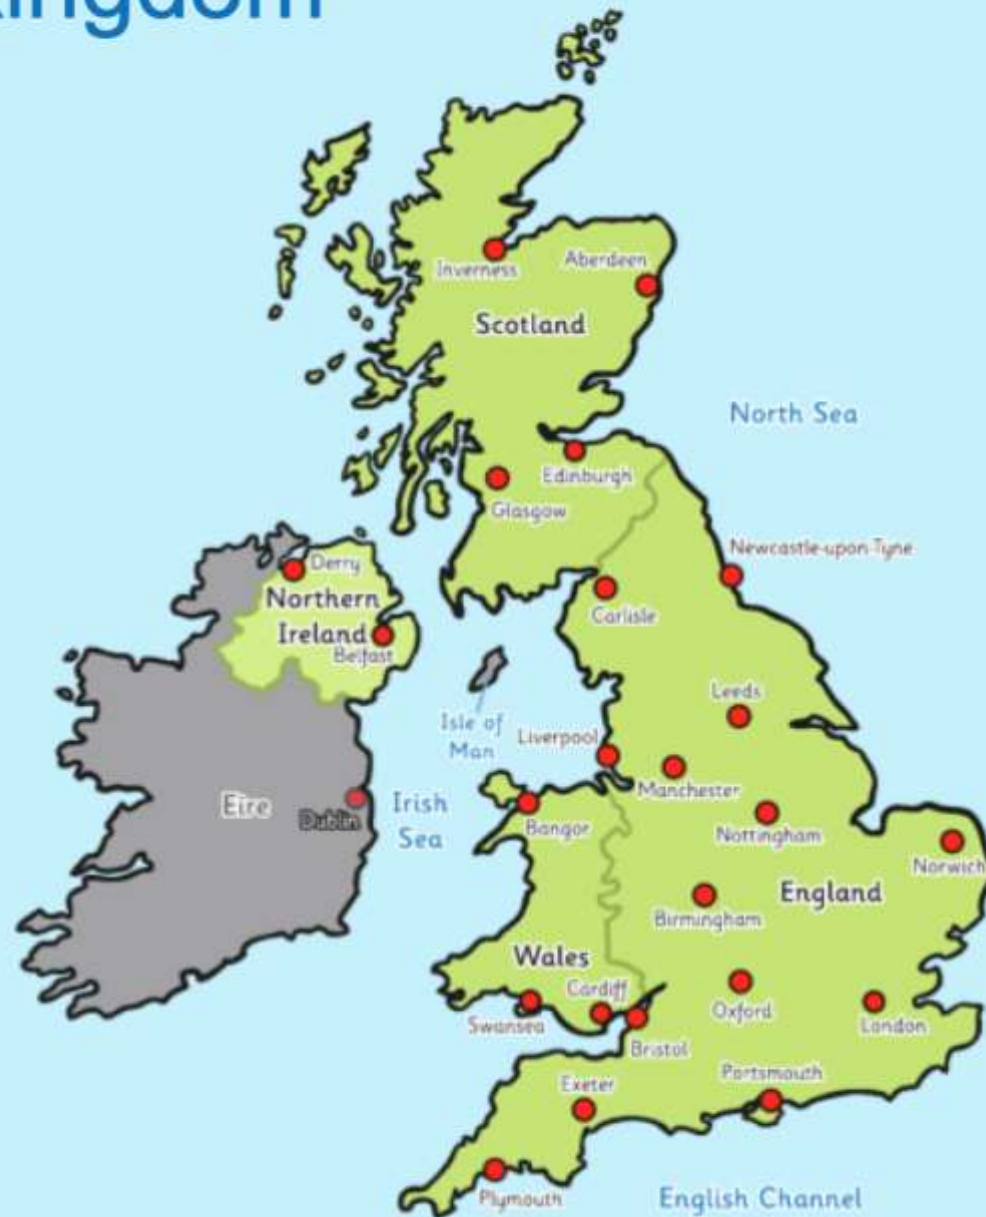 Kingdom
Inverness
Aberdeen
Scotland
North Sea
Edinburgh
Glasgow
Newcastle-upon-Tyne
Derry
Northern
Ireland
Belfast
Carlisle
Leeds
Isle of
Man
Liverpool
Manchester
Eire
Dublin
Irish
Sea
Bangor
Nottingham
Norwich
England
Birmingham
Wales
Cardiff
Swansea
Bristol
Oxford
London
Portsmouth
Exeter
Plymouth
English Channel